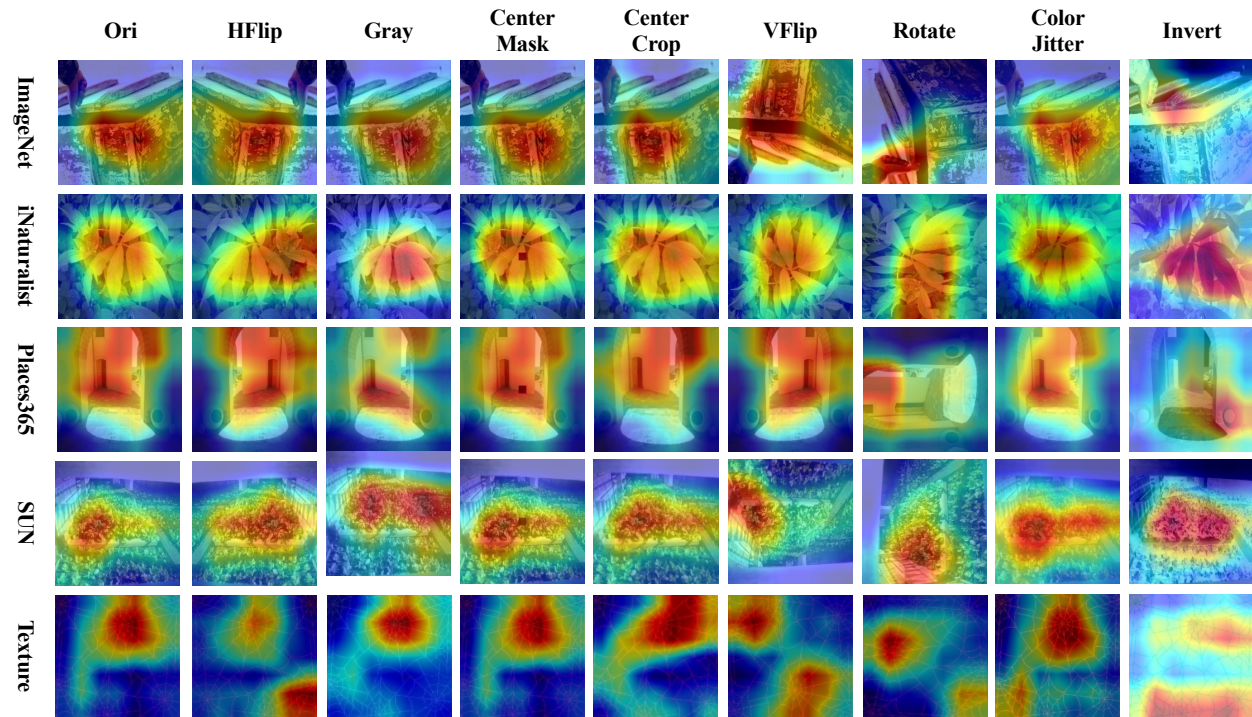 Ori HFlip Gray Center Mask Center Crop VFlip Rotate Color Jitter Invert
ImageNet
iNaturalist
Places365
SUN
Texture